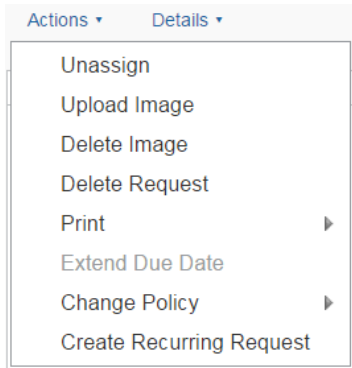 Actions Details
Unassign
Upload Image
Delete Image
Delete Request
Print
Extend Due Date
Change Policy
Create Recurring Request